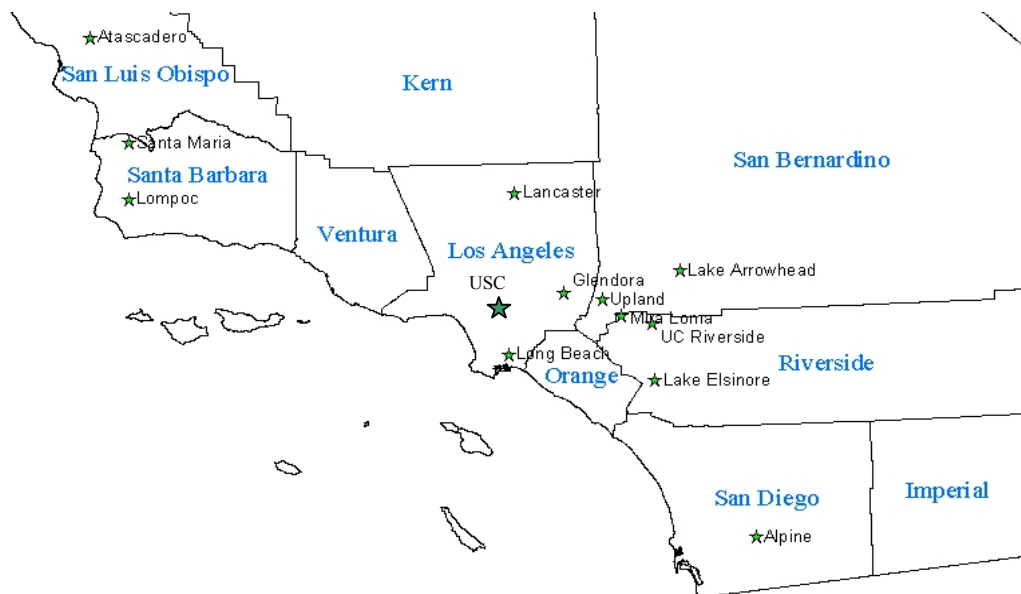 Atascadero
San Luis Obispo
Kern
Santa Maria
San Bernardino
Santa Barbara
Lancaster
Lompoc
Ventura
Los Angeles
Lake Arrowhead
Glendora
USC
Upland
Mira Loma
UC Riverside
Long Beach
Riverside
Orange
Lake Elsinore
Imperial
San Diego
Alpine